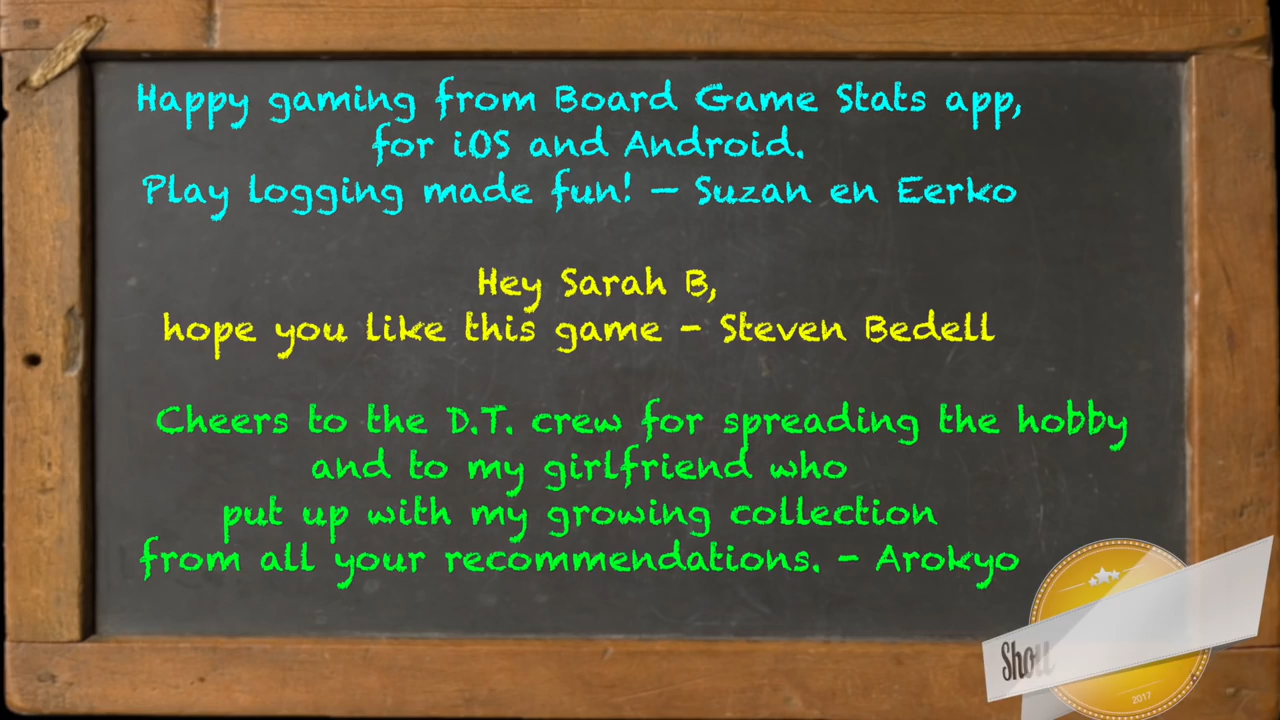 Happy gaming from Board Game Stats app,
for iOS and Android.
Play logging made fun! – Suzan en Eerko
Hey Sarah B,
hope you like this game - Steven Bedell
Cheers to the D.T. crew for spreading the hobby
and to my girlfriend who
put up with my growing collection
from all your recommendations. - Arokyo
2017